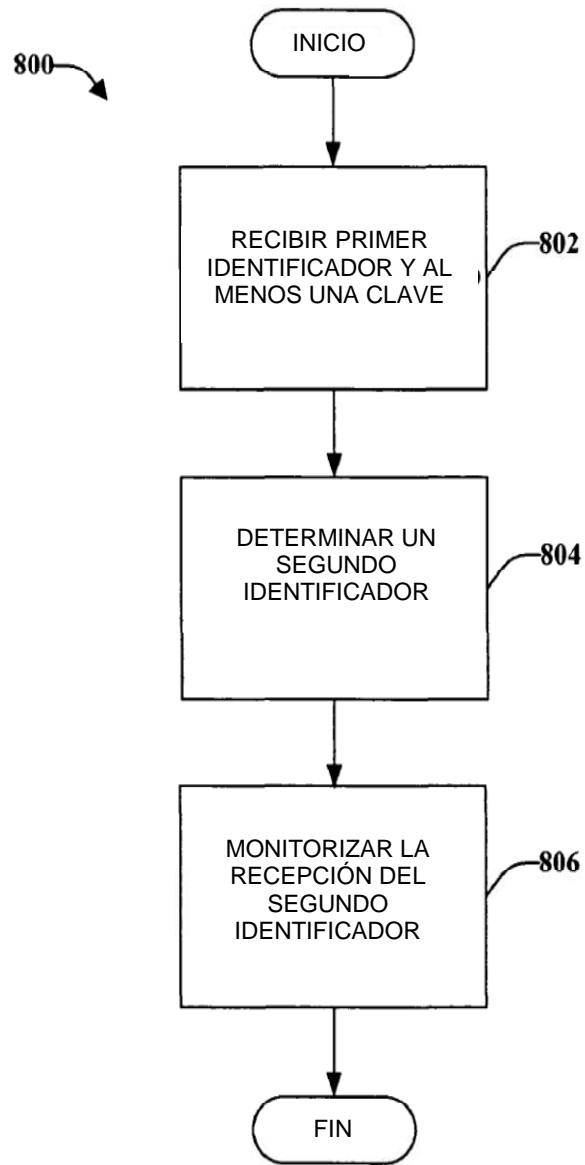 INICIO
800
RECIBIR PRIMER
IDENTIFICADOR Y AL
MENOS UNA CLAVE
802
DETERMINAR UN
SEGUNDO
IDENTIFICADOR
804
MONITORIZAR LA
RECEPCIÓN DEL
SEGUNDO
IDENTIFICADOR
806
FIN